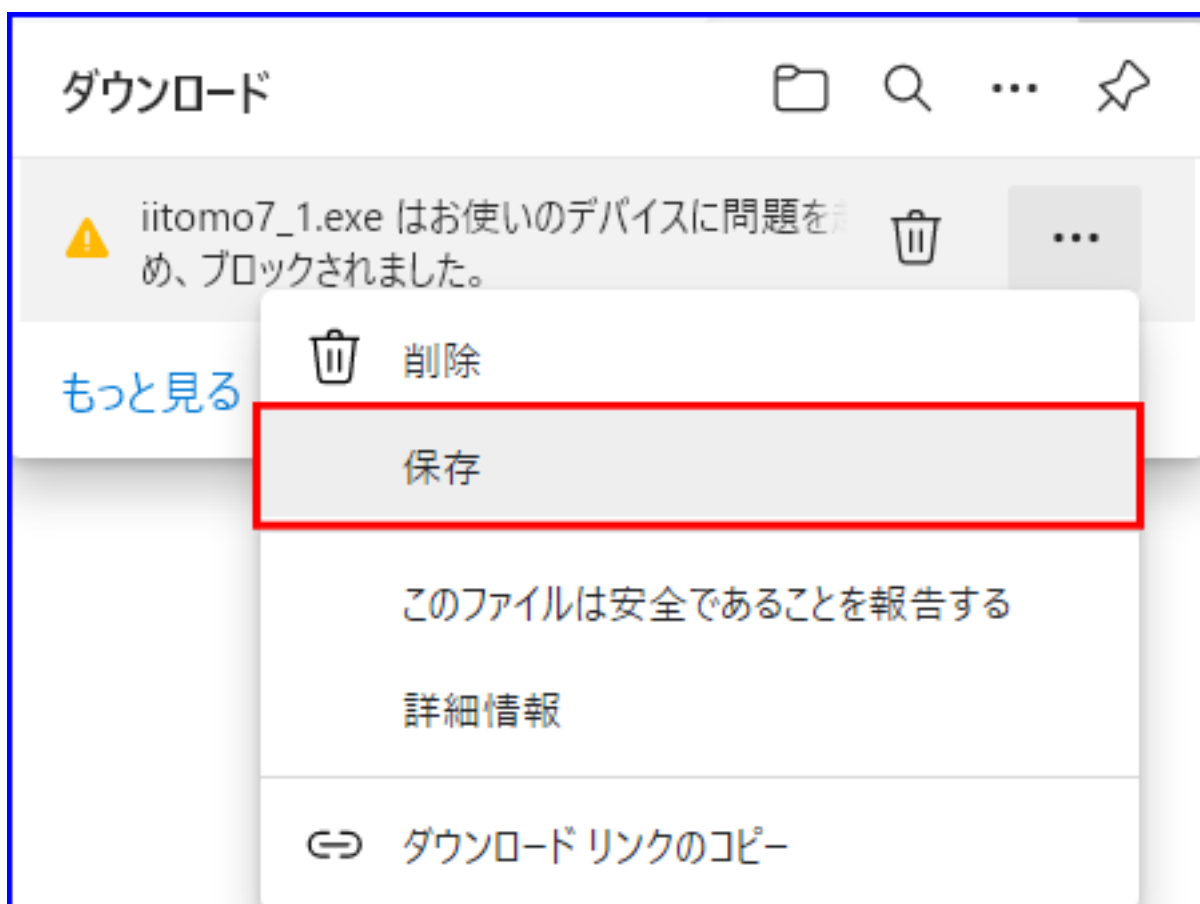 ダウンロード
iitomo7_1.exe はお使いのデバイスに問題を
め、ブロックされました。
もっと見る
削除
保存
このファイルは安全であることを報告する
詳細情報
ダウンロード リンクのコピー